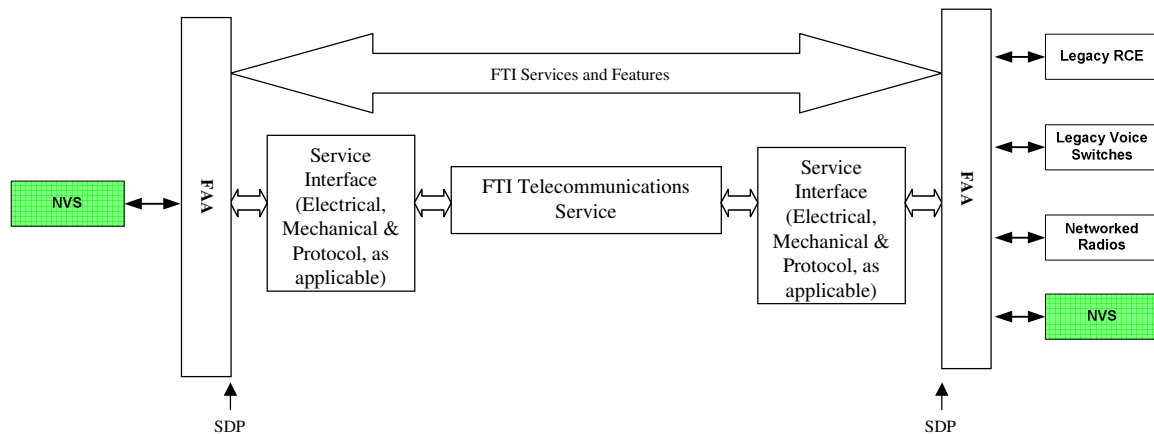 FTI Services and Features
NVS
FAA
Service
Interface
(Electrical,
Mechanical &
Protocol, as
applicable)
FTI Telecommunications
Service
Service
Interface
(Electrical,
Mechanical &
Protocol, as
applicable)
FAA
Legacy RCE
Legacy Voice
Switches
Networked
Radios
NVS
SDP
SDP